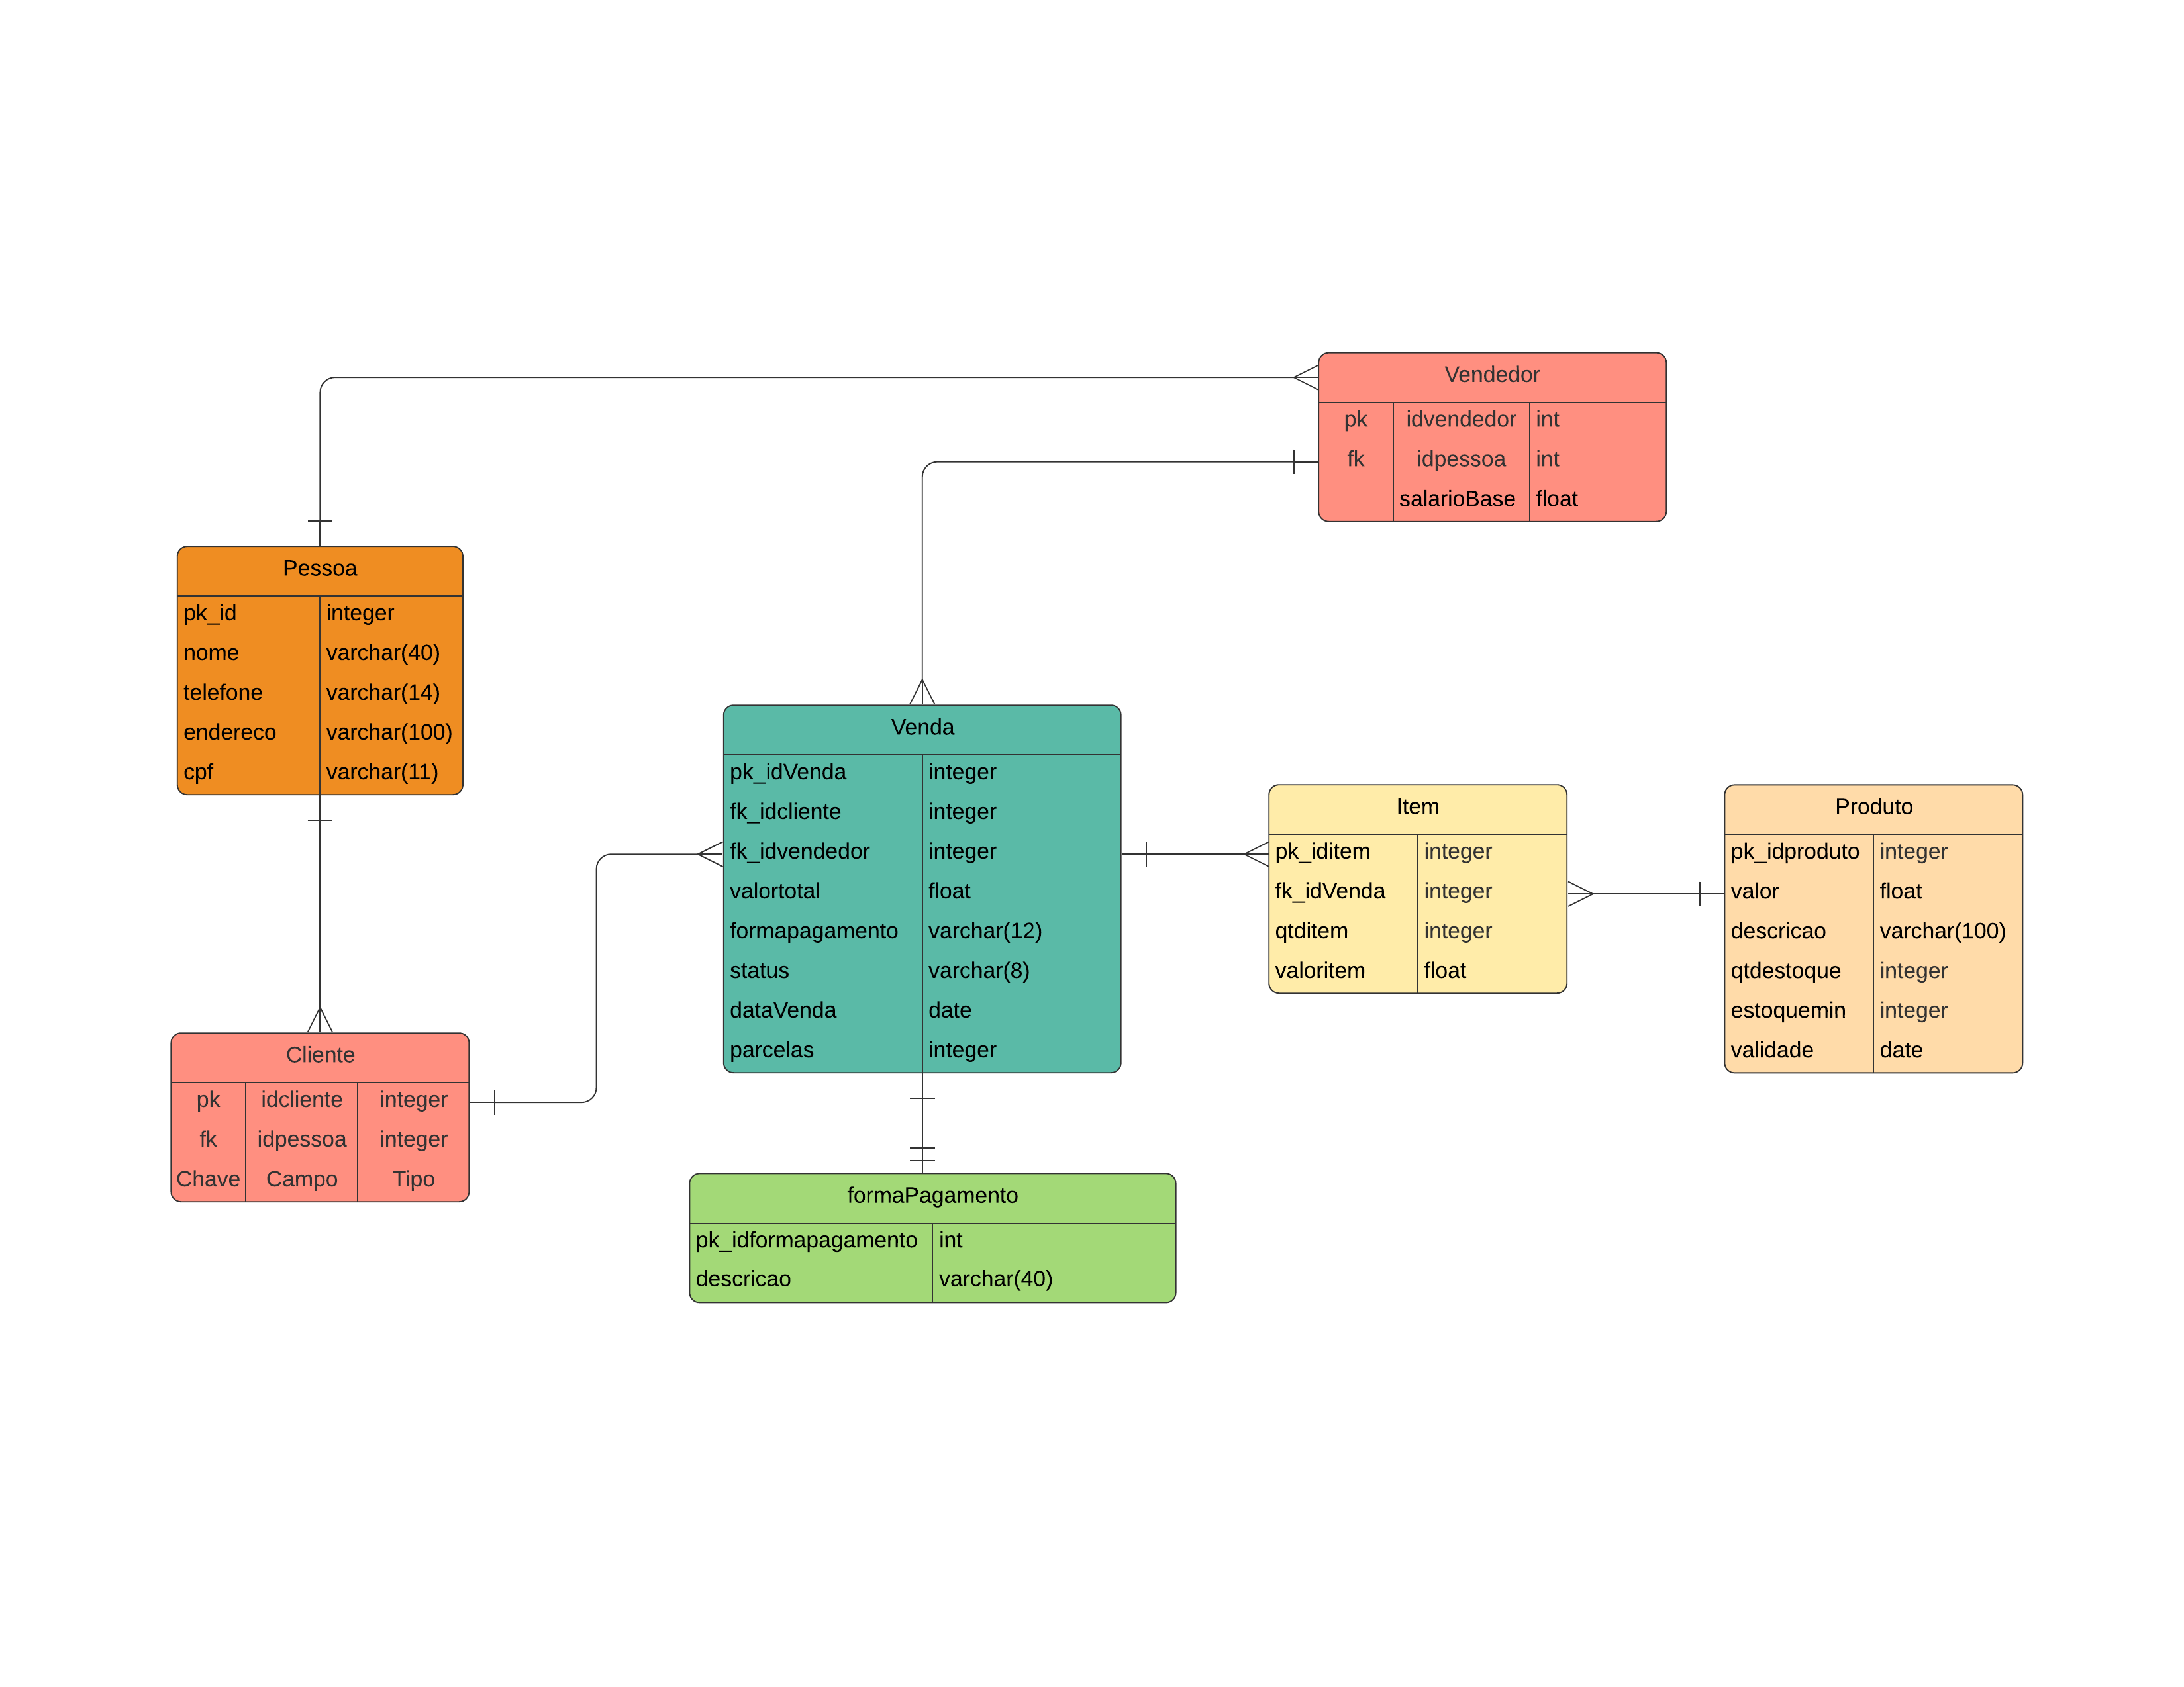 Vendedor
pk idvendedor int
fk idpessoa int
salarioBase float
Pessoa
pk_id integer
nome varchar(40)
telefone varchar(14)
endereco varchar(100)
cpf varchar(11)
Venda
pk_idVenda integer
fk_idcliente integer
fk_idvendedor integer
valortotal float
formapagamento varchar(12)
status varchar(8)
dataVenda date
parcelas integer
Item
pk_iditem integer
fk_idVenda integer
qtditem integer
valoritem float
Produto
pk_idproduto integer
valor float
descricao varchar(100)
qtdestoque integer
estoquemin integer
validade date
Cliente
pk idcliente integer
fk idpessoa integer
Chave Campo Tipo
formaPagamento
pk_idformapagamento int
descricao varchar(40)